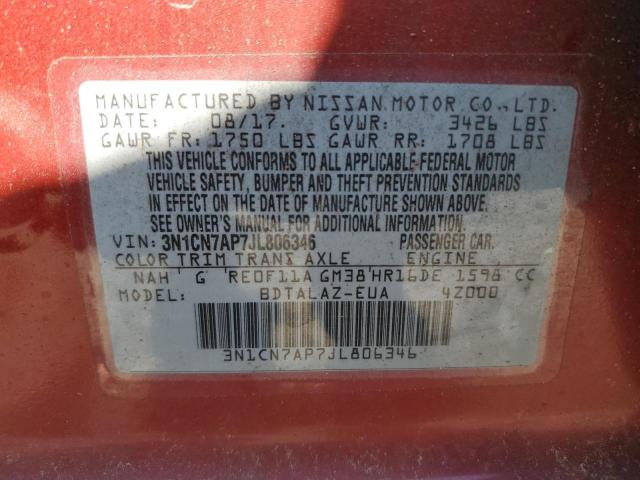 MANUFACTURED BY NISSAN MOTOR CO., LTD.
DATE: 08/17. GVWR: 3426 LBS
GAWR FR: 1750 LBS GAWR RR: 1708 LBS
THIS VEHICLE CONFORMS TO ALL APPLICABLE FEDERAL MOTOR
VEHICLE SAFETY, BUMPER AND THEFT PREVENTION STANDARDS
IN EFFECT ON THE DATE OF MANUFACTURE SHOWN ABOVE.
SEE OWNER'S MANUAL FOR ADDITIONAL INFORMATION.
VIN: 3N1CN7AP7JL806346 PASSENGER CAR.
COLOR TRIM TRANS AXLE ENGINE
NAH G RE0F11A GM38 HR16DE 1598 CC
MODEL: BDTALAZ-EUA 4Z000
3N1CN7AP7JL806346